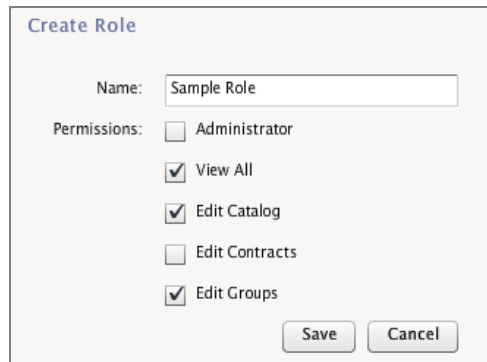 Create Role
Name: Sample Role
Permissions: Administrator
View All
Edit Catalog
Edit Contracts
Edit Groups
Save Cancel